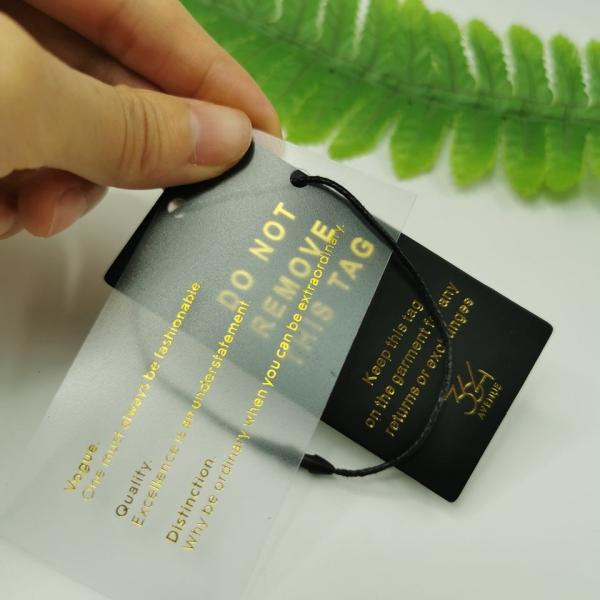 Vogue.
One must always be fashionable
Quality.
Excellence is an understatement
Distinction.
Why be ordinary when you can be extraordinary.
DO NOT
REMOVE
THIS TAG
Keep this tag
on the garment for any
returns or exchanges
AVENUE